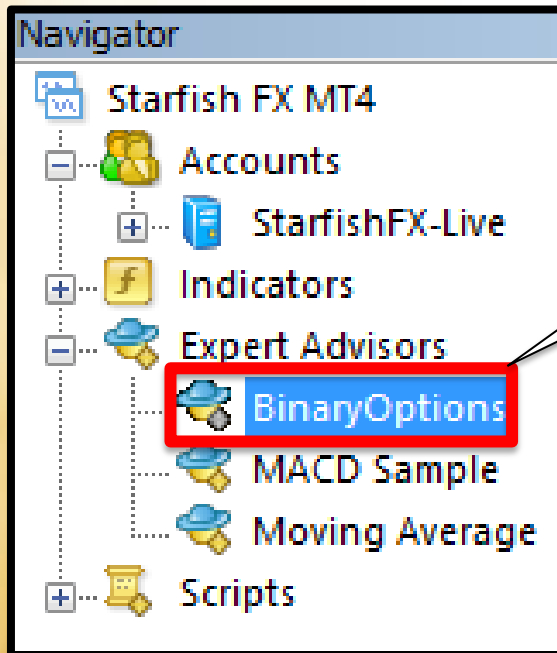 Navigator
Starfish FX MT4
Accounts
StarfishFX-Live
Indicators
Expert Advisors
BinaryOptions
MACD Sample
Moving Average
Scripts